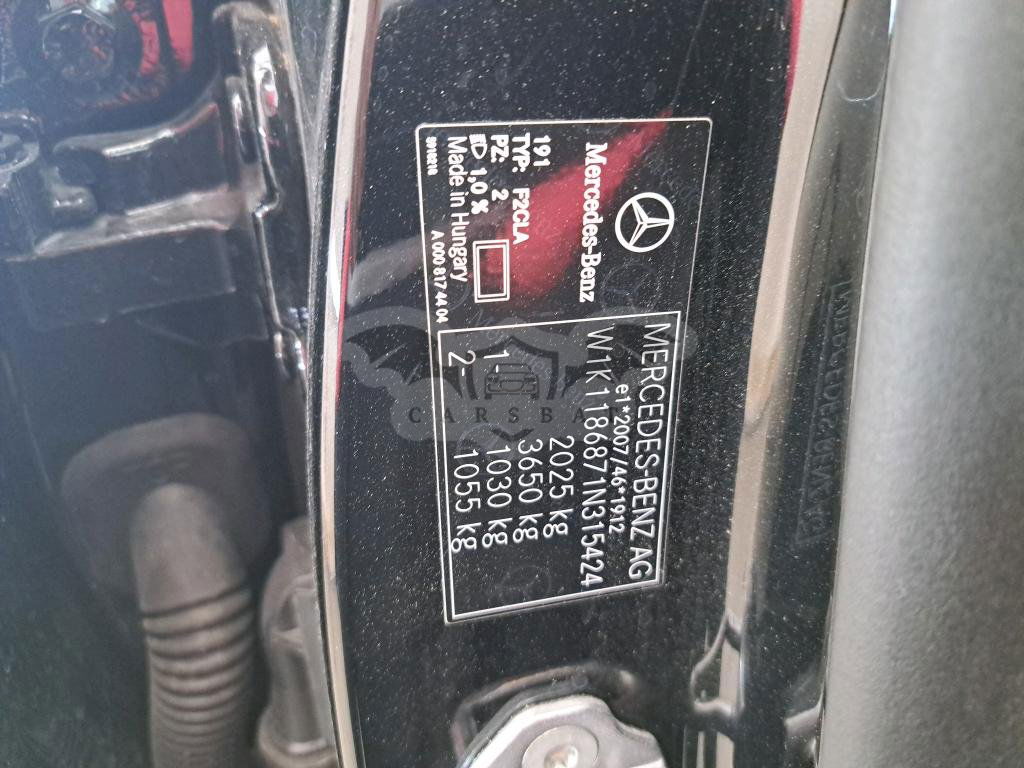 Mercedes-Benz
191
TYP: F2CLA
PZ: 2
ED 1,0 %
Made in Hungary
A 000 817 44 04
MERCEDES-BENZ AG
e1*2007/46*1912
W1K1186871N315424
2025 kg
3650 kg
1 1030 kg
2 1055 kg